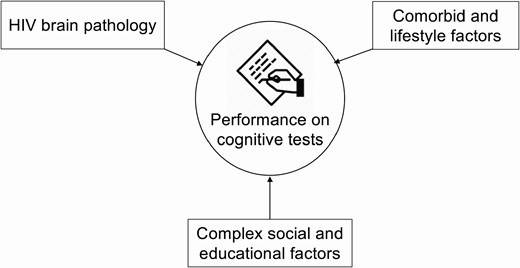 HIV brain pathology
Comorbid and
lifestyle factors
Performance on
cognitive tests
Complex social and
educational factors